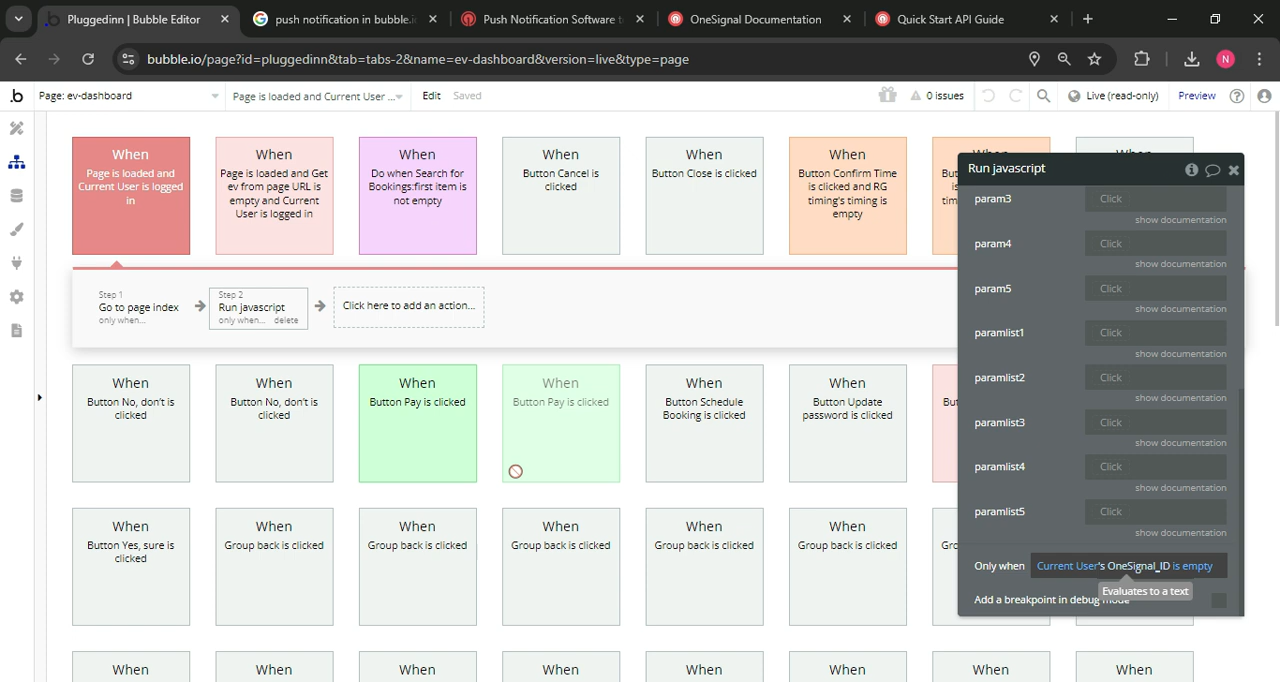 Pluggedinn | Bubble Editor
push notification in bubble.i
Push Notification Software t
OneSignal Documentation
Quick Start API Guide
bubble.io/page?id=pluggedinn&tab=tabs-2&name=ev-dashboard&version=live&type=page
N
Page: ev-dashboard
Page is loaded and Current User ...
Edit
Saved
0 issues
Live (read-only)
Preview
When
Page is loaded and
Current User is logged
in
When
Page is loaded and Get
ev from page URL is
empty and Current
User is logged in
When
Do when Search for
Bookings:first item is
not empty
When
Button Cancel is
clicked
When
Button Close is clicked
When
Button Confirm Time
is clicked and RG
timing's timing is
empty
Step 1
Go to page index
only when...
Step 2
Run javascript
only when... delete
Click here to add an action...
When
Button No, don't is
clicked
When
Button No, don't is
clicked
When
Button Pay is clicked
When
Button Pay is clicked
When
Button Schedule
Booking is clicked
When
Button Update
password is clicked
When
Button Yes, sure is
clicked
When
Group back is clicked
When
Group back is clicked
When
Group back is clicked
When
Group back is clicked
When
Group back is clicked
When
When
When
When
When
When
When
When
Run javascript
param3
Click
show documentation
param4
Click
show documentation
param5
Click
show documentation
paramlist1
Click
show documentation
paramlist2
Click
show documentation
paramlist3
Click
show documentation
paramlist4
Click
show documentation
paramlist5
Click
show documentation
Only when
Current User's OneSignal_ID is empty
Evaluates to a text
Add a breakpoint in debug mode